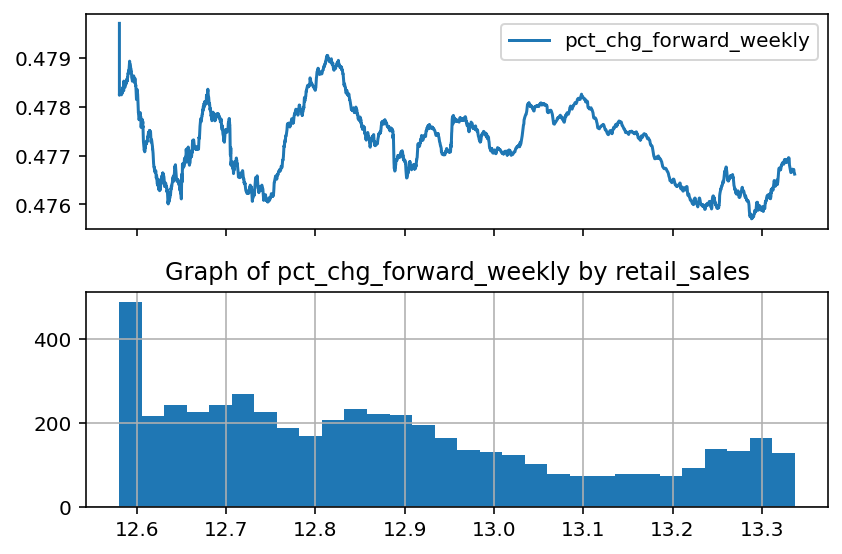 0.479
0.478
0.477
0.476
pct_chg_forward_weekly
Graph of pct_chg_forward_weekly by retail_sales
400
200
0
12.6 12.7 12.8 12.9 13.0 13.1 13.2 13.3